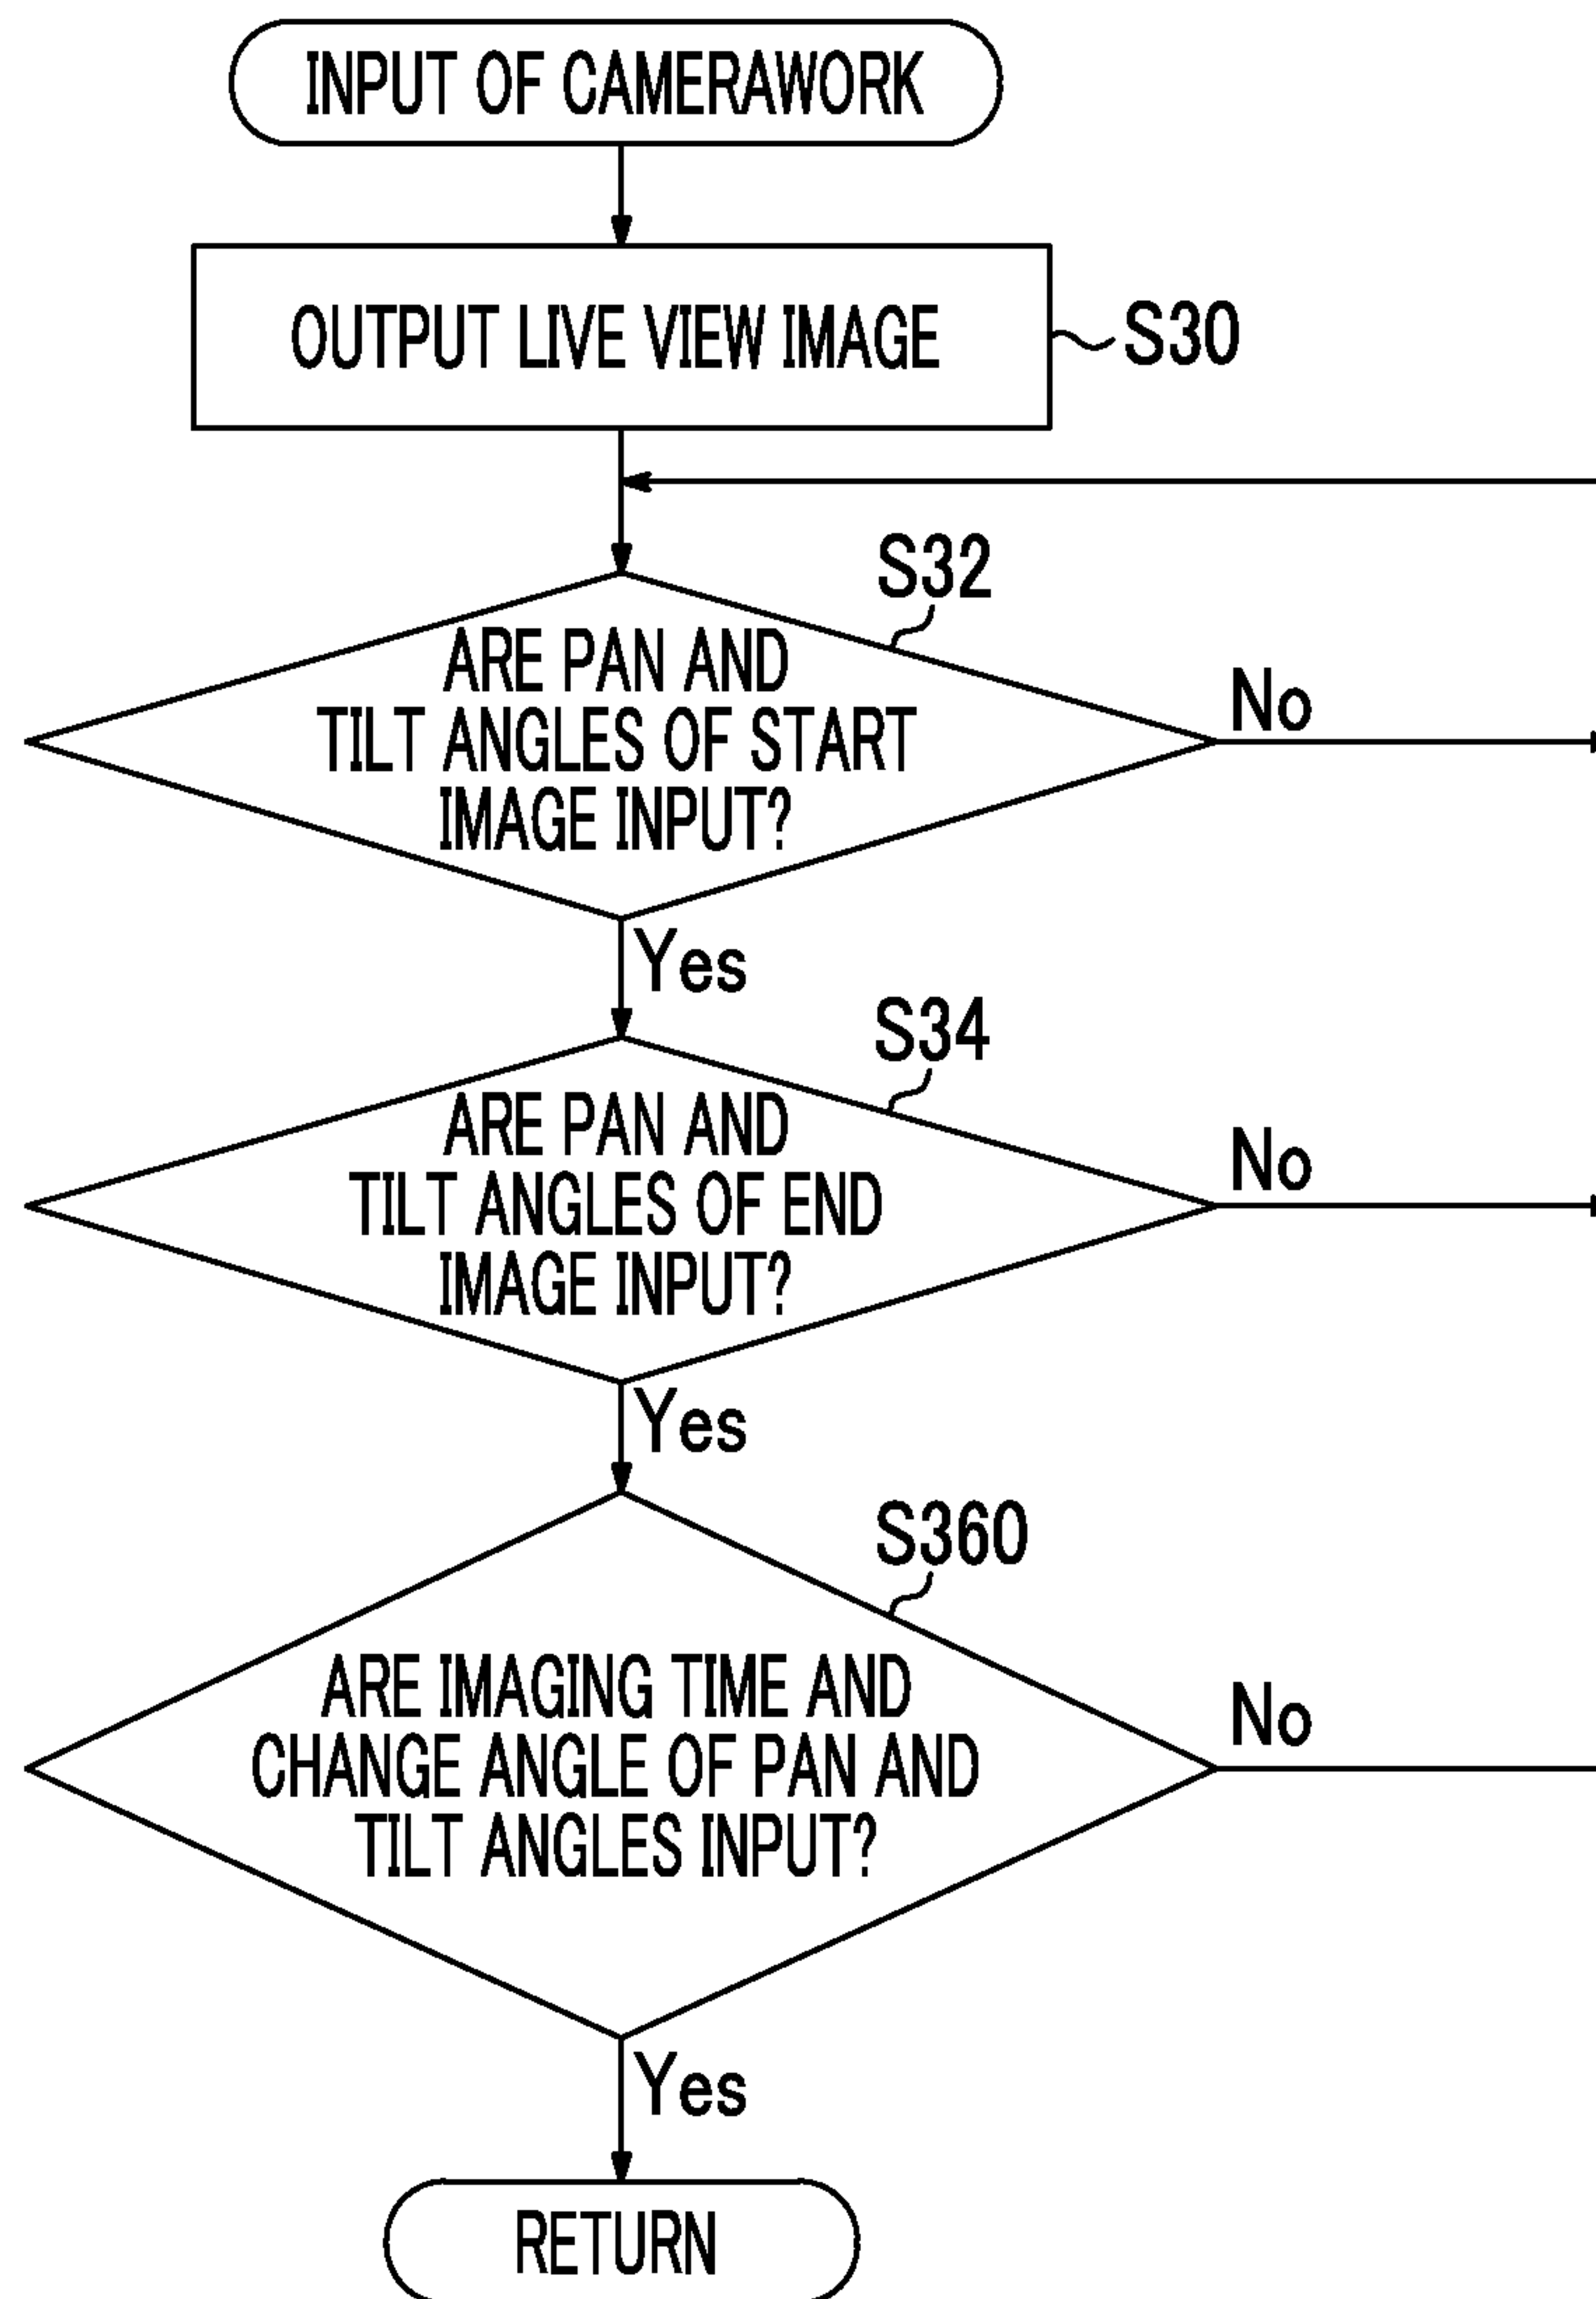 INPUT OF CAMERAWORK
OUTPUT LIVE VIEW IMAGE
S30
S32
ARE PAN AND
TILT ANGLES OF START
IMAGE INPUT?
No
Yes
S34
ARE PAN AND
TILT ANGLES OF END
IMAGE INPUT?
No
Yes
S360
ARE IMAGING TIME AND
CHANGE ANGLE OF PAN AND
TILT ANGLES INPUT?
No
Yes
RETURN